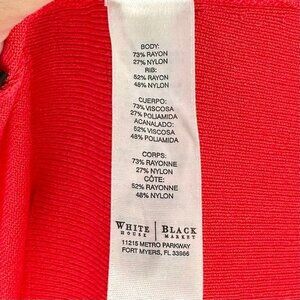 BODY:
73% RAYON
27% NYLON
RIB:
52% RAYON
48% NYLON
CUERPO:
73% VISCOSA
27% POLIAMIDA
ACANALADO:
52% VISCOSA
48% POLIAMIDA
CORPS:
73% RAYONNE
27% NYLON
CÔTE:
52% RAYONNE
48% NYLON
WHITE | BLACK
HOUSE | MARKET
11215 METRO PARKWAY
FORT MYERS, FL 33966